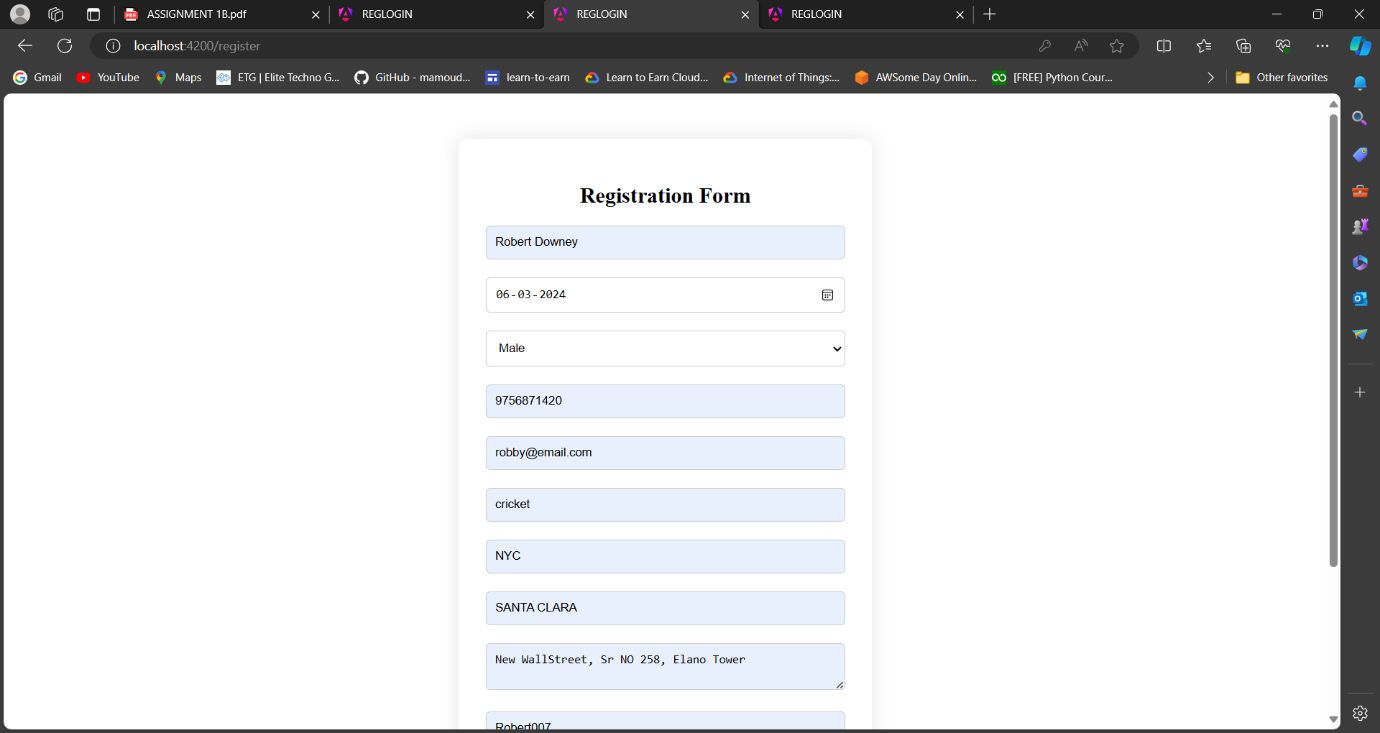 ASSIGNMENT 1B.pdf
REGLOGIN
REGLOGIN
REGLOGIN
localhost:4200/register
Gmail
YouTube
Maps
ETG | Elite Techno G...
GitHub - mamoud...
learn-to-earn
Learn to Earn Cloud...
Internet of Things:...
AWSome Day Onlin...
[FREE] Python Cour...
Other favorites
Registration Form
Robert Downey
06-03-2024
Male
9756871420
robby@email.com
cricket
NYC
SANTA CLARA
New WallStreet, Sr NO 258, Elano Tower
Robert007